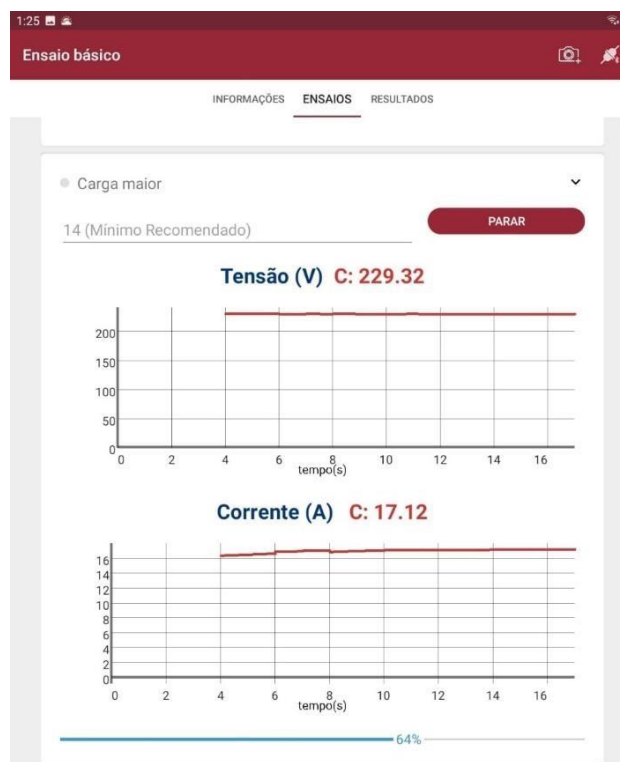 1:25
Ensaio básico
INFORMAÇÕES ENSAIOS RESULTADOS
Carga maior
14 (Mínimo Recomendado) PARAR
Tensão (V) C: 229.32
200
150
100
50
0
0 2 4 6 8 10 12 14 16
tempo(s)
Corrente (A) C: 17.12
16
14
12
10
8
6
4
2
0
0 2 4 6 8 10 12 14 16
tempo(s)
64%